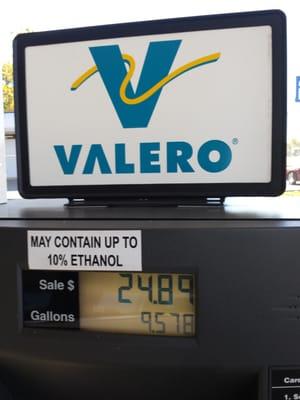 VALERO®
MAY CONTAIN UP TO
10% ETHANOL
Sale $ 24.89
Gallons 9.578